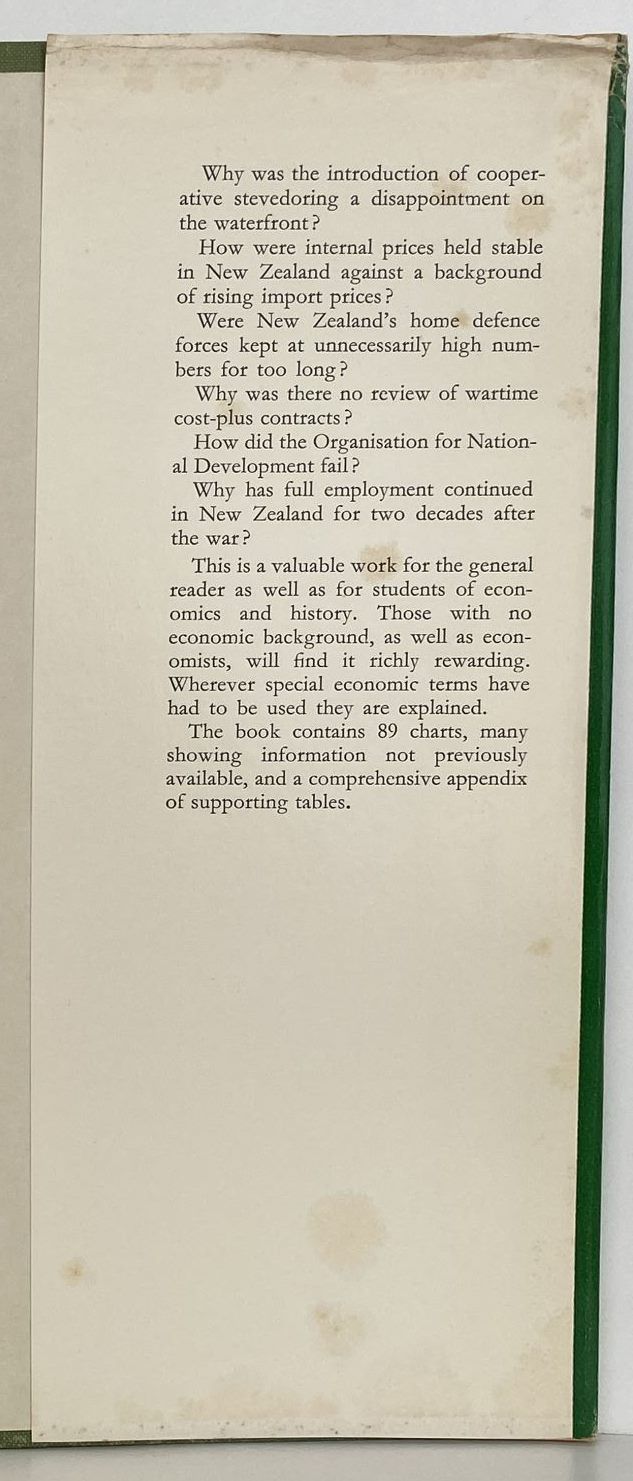 Why was the introduction of cooper-
ative stevedoring a disappointment on
the waterfront?
How were internal prices held stable
in New Zealand against a background
of rising import prices?
Were New Zealand's home defence
forces kept at unnecessarily high num-
bers for too long?
Why was there no review of wartime
cost-plus contracts?
How did the Organisation for Nation-
al Development fail?
Why has full employment continued
in New Zealand for two decades after
the war?
This is a valuable work for the general
reader as well as for students of econ-
omics and history. Those with no
economic background, as well as econ-
omists, will find it richly rewarding.
Wherever special economic terms have
had to be used they are explained.
The book contains 89 charts, many
showing information not previously
available, and a comprehensive appendix
of supporting tables.